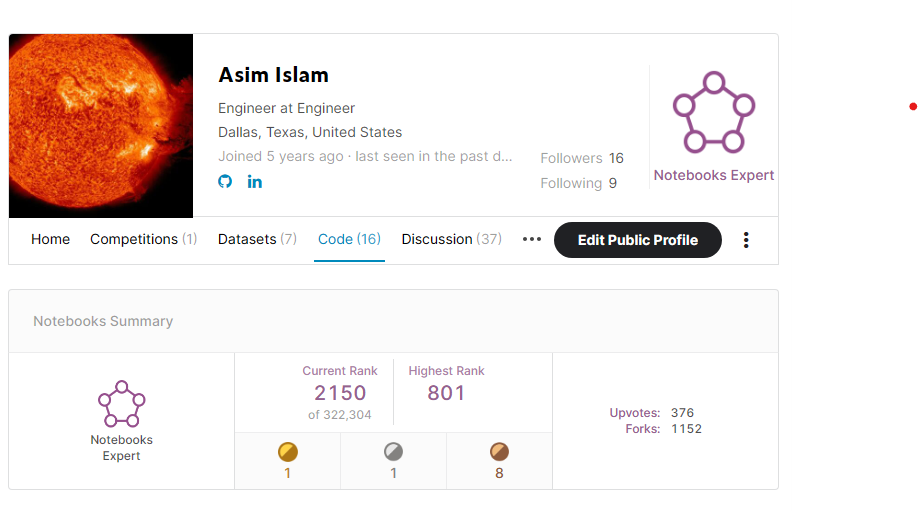 Asim Islam
Engineer at Engineer
Dallas, Texas, United States
Joined 5 years ago · last seen in the past d...
Followers 16
Following 9
Notebooks Expert
Home Competitions (1) Datasets (7) Code (16) Discussion (37) ••• Edit Public Profile
Notebooks Summary
Notebooks
Expert
Current Rank
2150
of 322,304
Highest Rank
801
1
1
8
Upvotes: 376
Forks: 1152